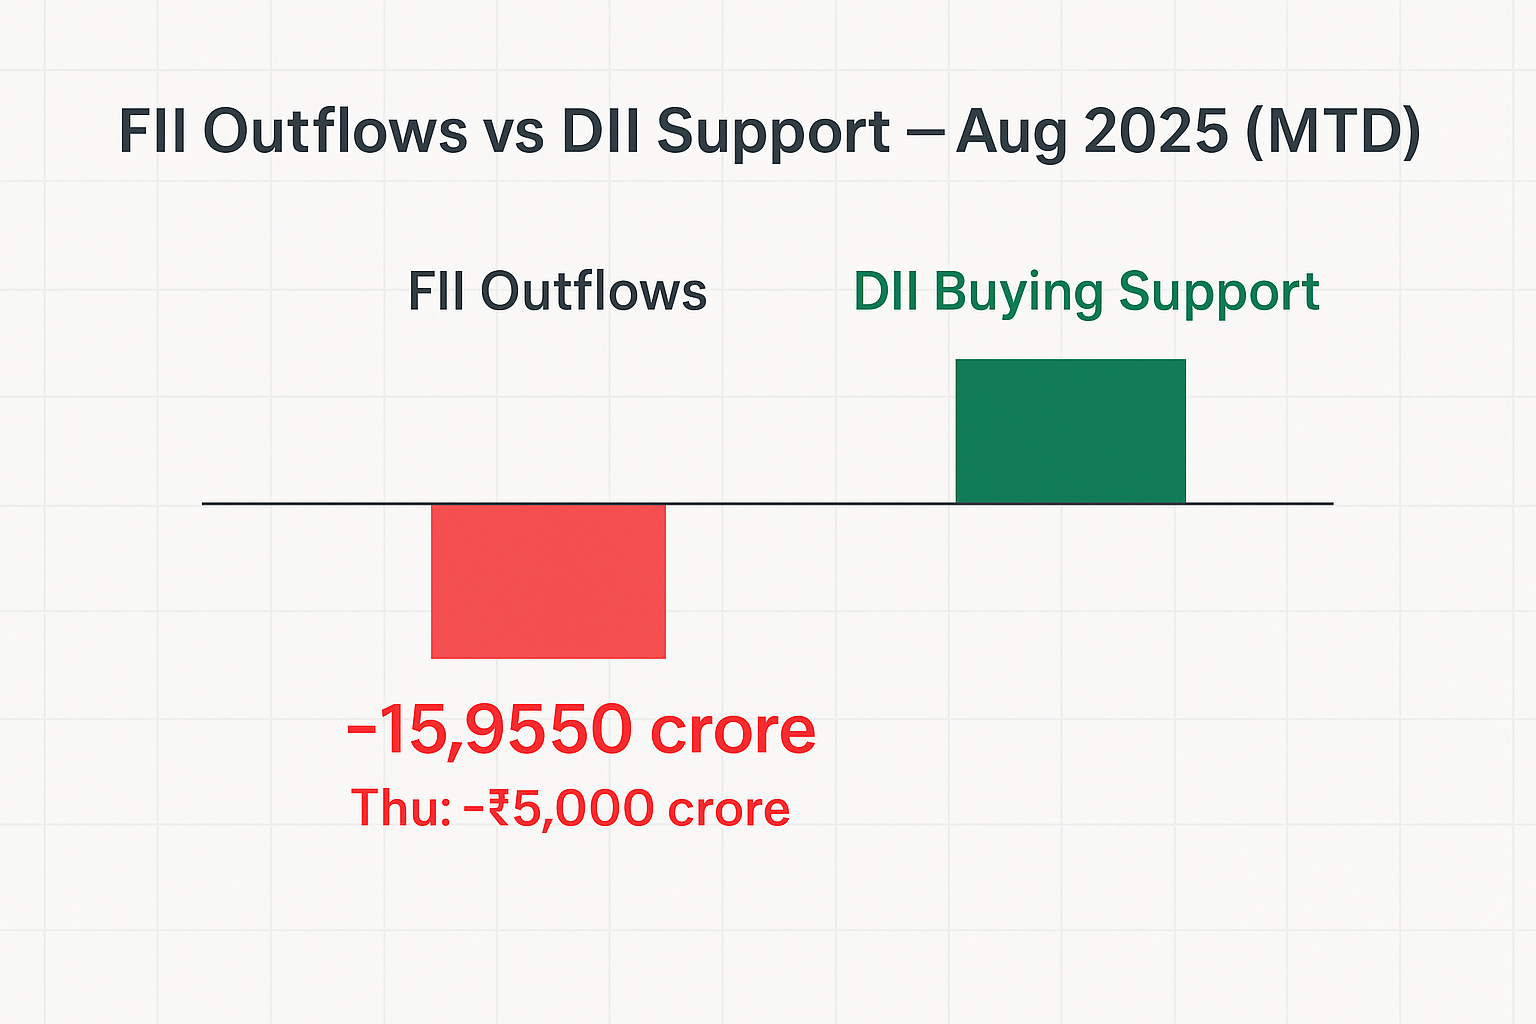 FII Outflows vs DII Support – Aug 2025 (MTD)
FII Outflows
DII Buying Support
-15,9550 crore
Thu: -₹5,000 crore